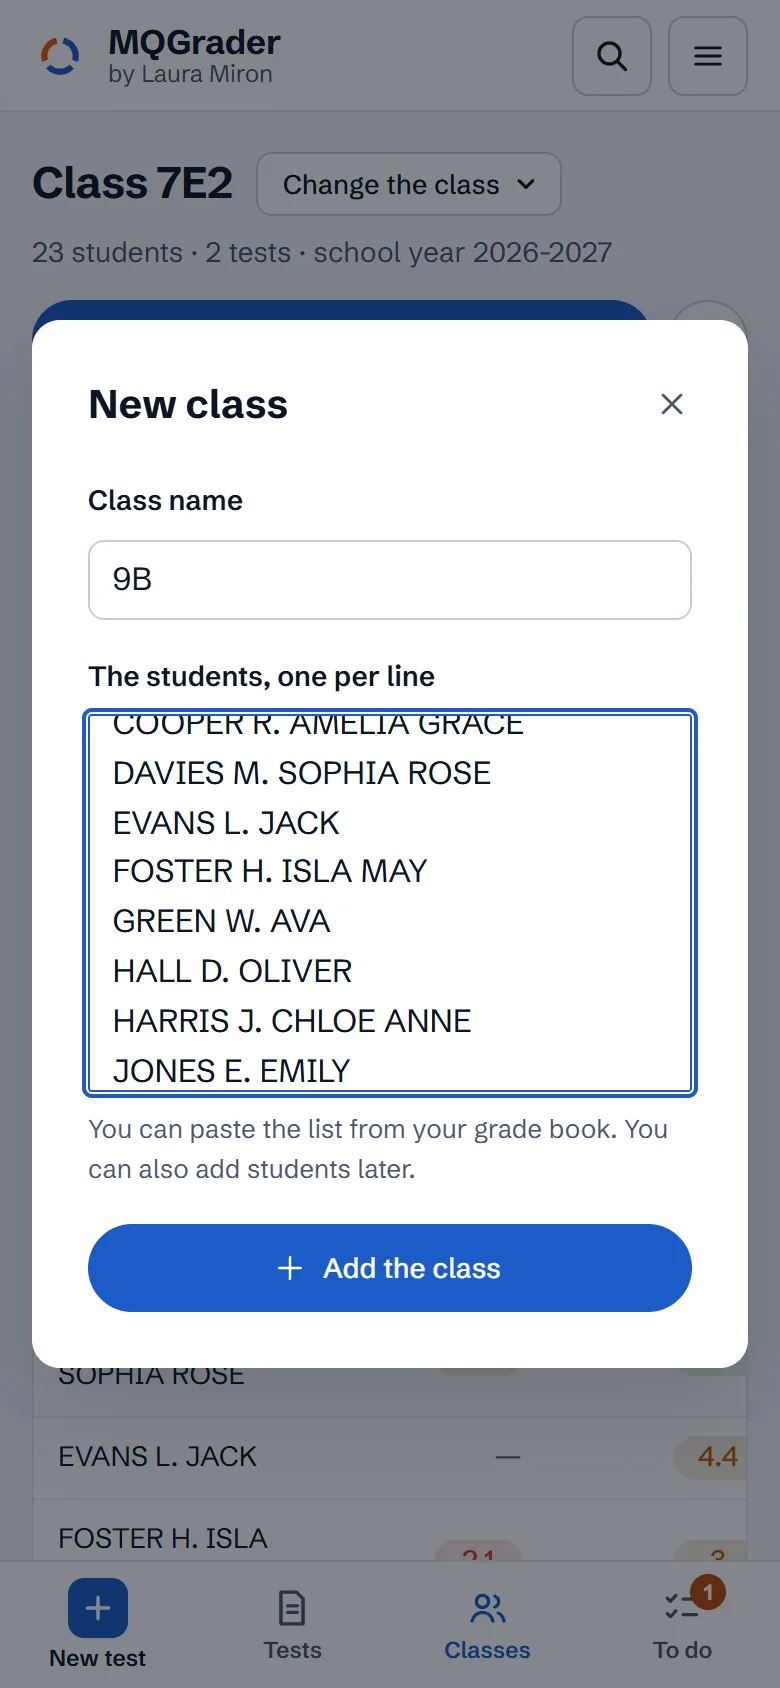 MQGrader
by Laura Miron
Class 7E2
Change the class
23 students · 2 tests · school year 2026-2027
New class
Class name
9B
The students, one per line
COOPER R. AMELIA GRACE
DAVIES M. SOPHIA ROSE
EVANS L. JACK
FOSTER H. ISLA MAY
GREEN W. AVA
HALL D. OLIVER
HARRIS J. CHLOE ANNE
JONES E. EMILY
You can paste the list from your grade book. You
can also add students later.
Add the class
SOPHIA ROSE
EVANS L. JACK — 4.4
FOSTER H. ISLA
New test
Tests
Classes
To do
1